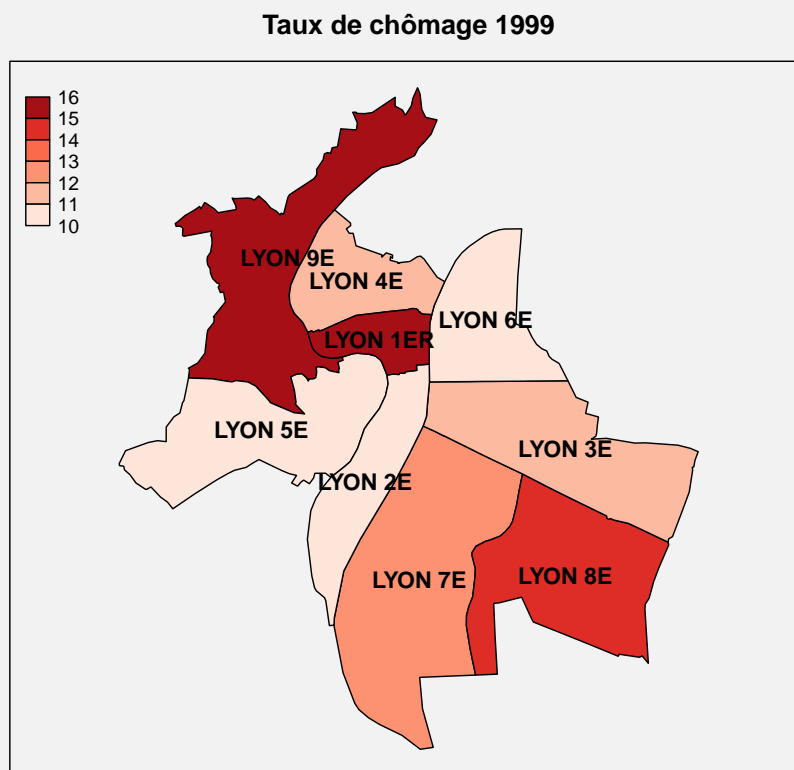 Taux de chômage 1999
16
15
14
13
12
11
10
LYON 9E
LYON 4E
LYON 6E
LYON 1ER
LYON 5E
LYON 3E
LYON 2E
LYON 7E
LYON 8E